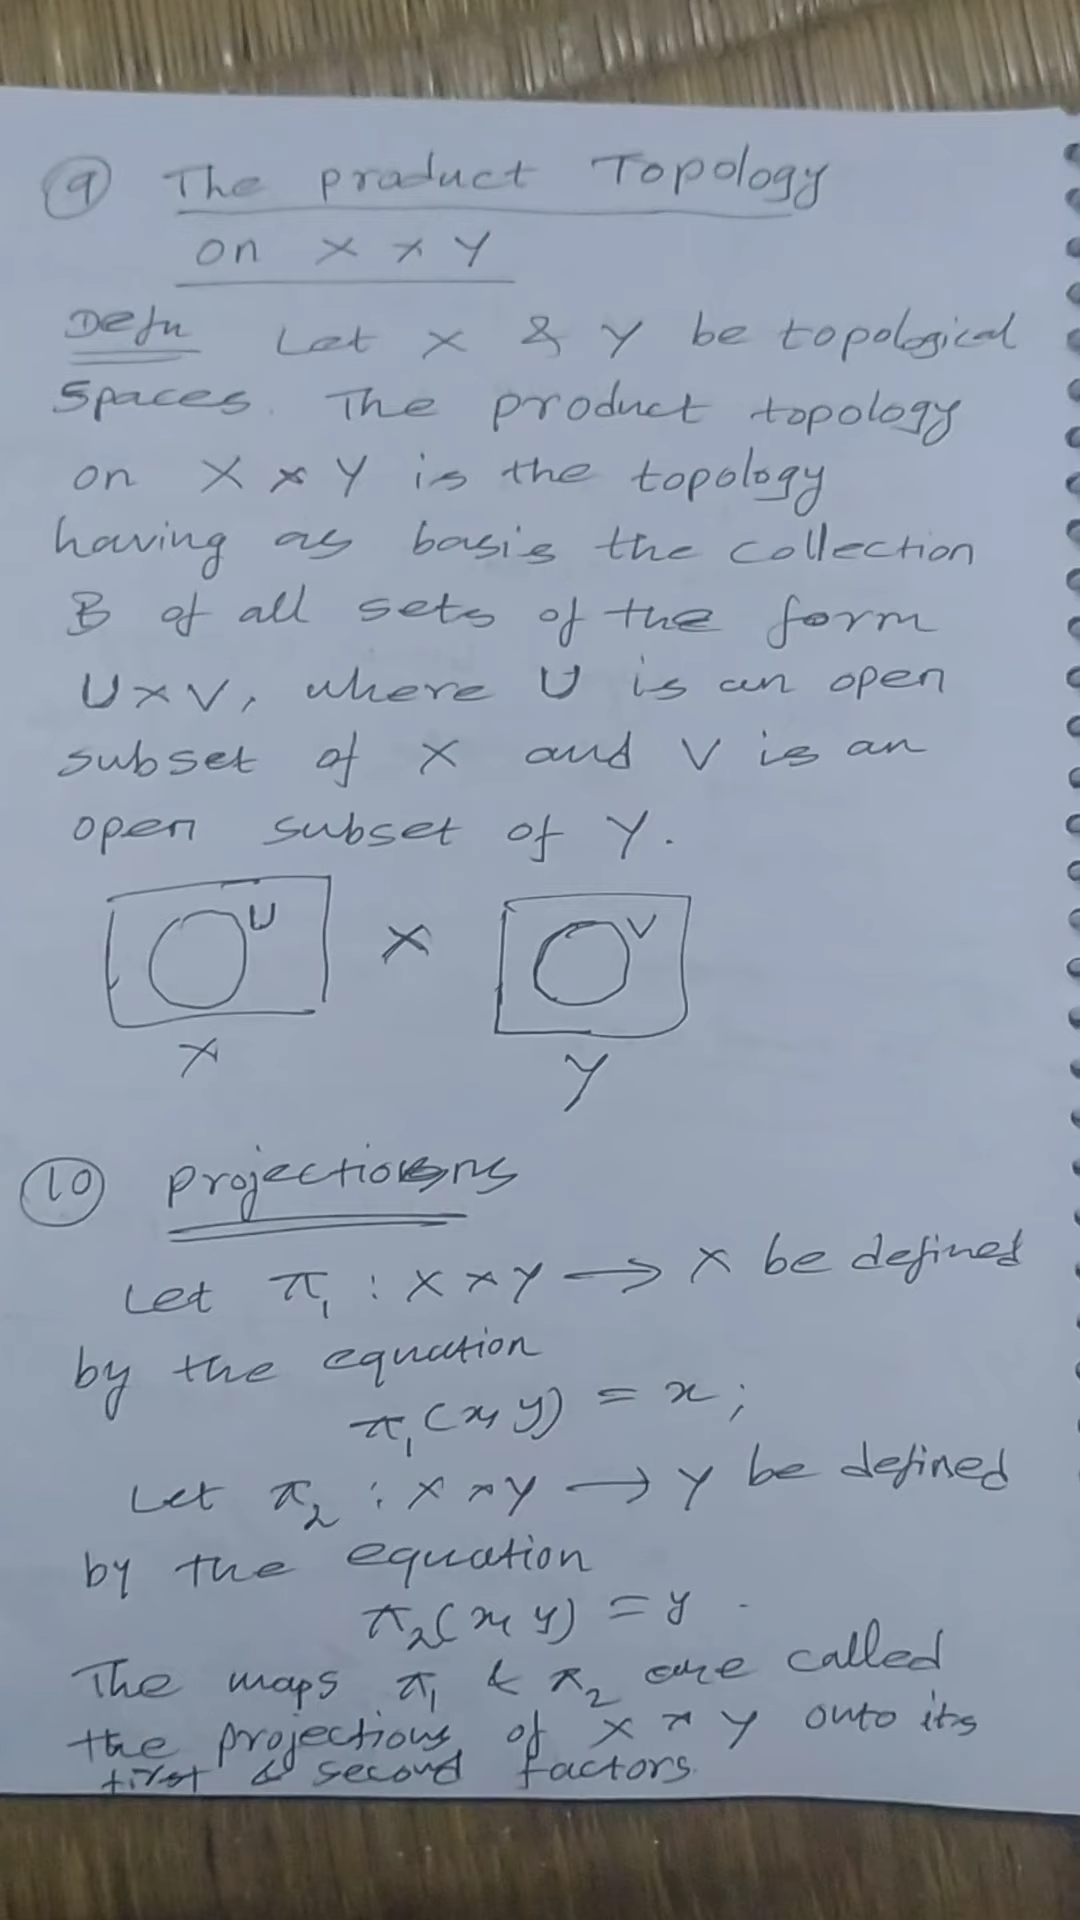 9 The product Topology
on X x Y
Defn Let X & Y be topological
Spaces. The product topology
on X x Y is the topology
having as basis the collection
B of all sets of the form
U x V, where U is an open
subset of X and V is an
open subset of Y.
U x V
X Y
10 projections
Let π₁ : X x Y → X be defined
by the equation
π₁(x, y) = x;
Let π₂ : X x Y → Y be defined
by the equation
π₂(x, y) = y.
The maps π₁ & π₂ are called
the projections of X x Y onto its
first & second factors.